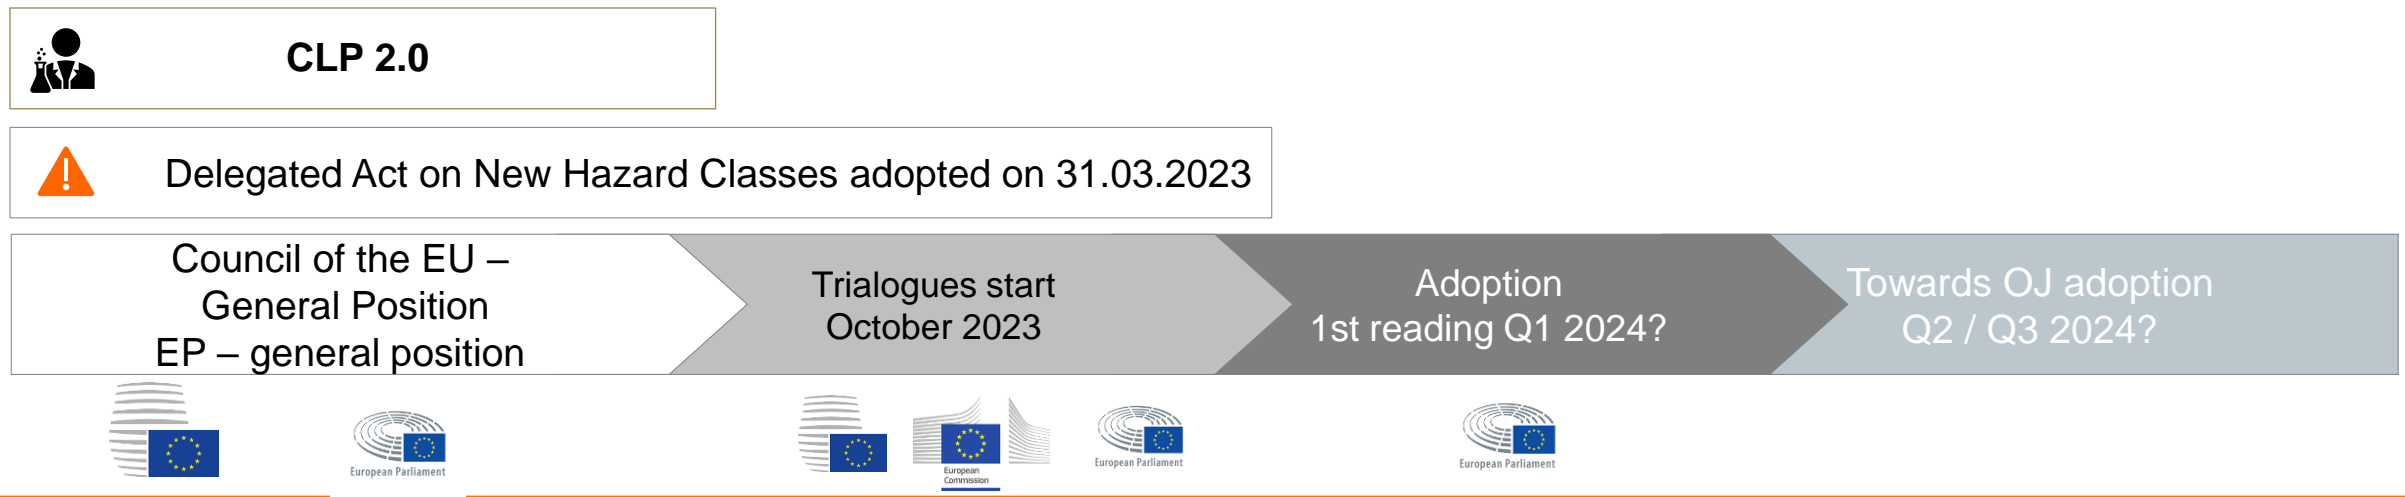 CLP 2.0
Delegated Act on New Hazard Classes adopted on 31.03.2023
Council of the EU –
General Position
EP – general position
Trialogues start
October 2023
Adoption
1st reading Q1 2024?
Towards OJ adoption
Q2 / Q3 2024?
European Parliament
European
Commission
European Parliament
European Parliament